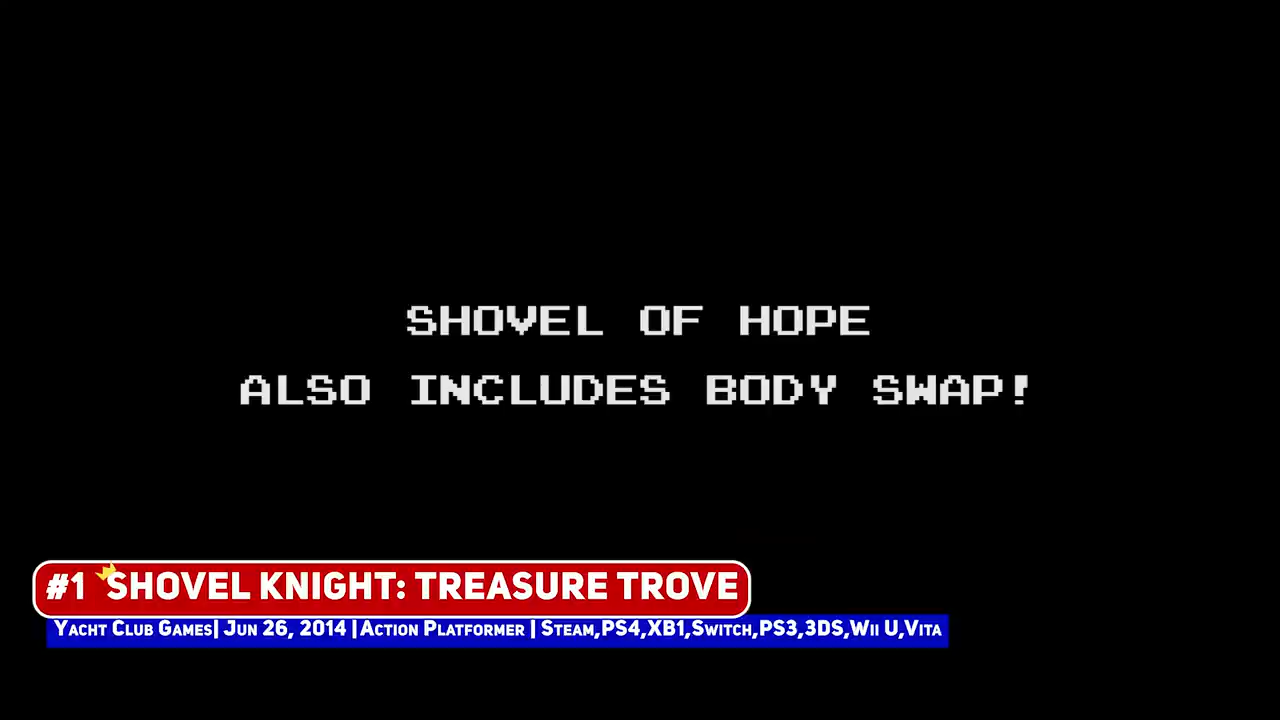 SHOVEL OF HOPE
ALSO INCLUDES BODY SWAP!
#1 SHOVEL KNIGHT: TREASURE TROVE
Yacht Club Games| Jun 26, 2014 |Action Platformer | Steam,PS4,XB1,Switch,PS3,3DS,Wii U,Vita